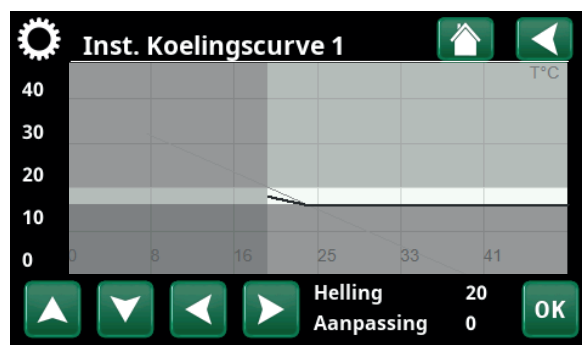 Inst. Koelingscurve 1
T°C
40
30
20
10
0
0 8 16 25 33 41
Helling 20
Aanpassing 0
OK